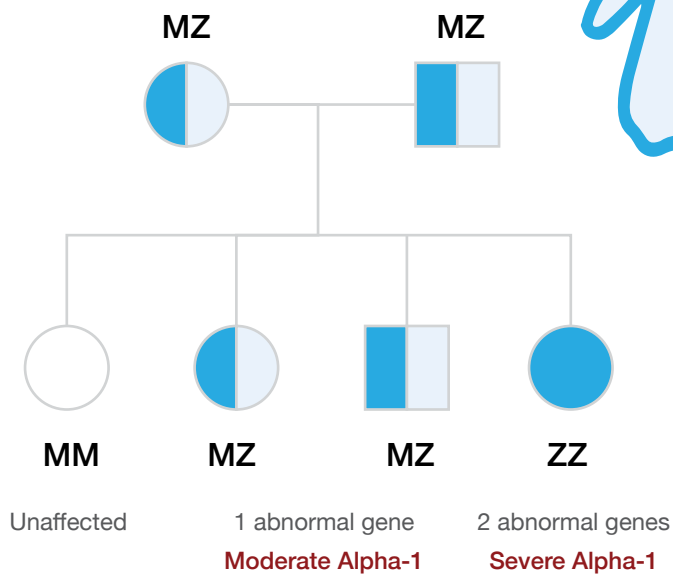 MZ MZ
MM MZ MZ ZZ
Unaffected 1 abnormal gene 2 abnormal genes
Moderate Alpha-1 Severe Alpha-1